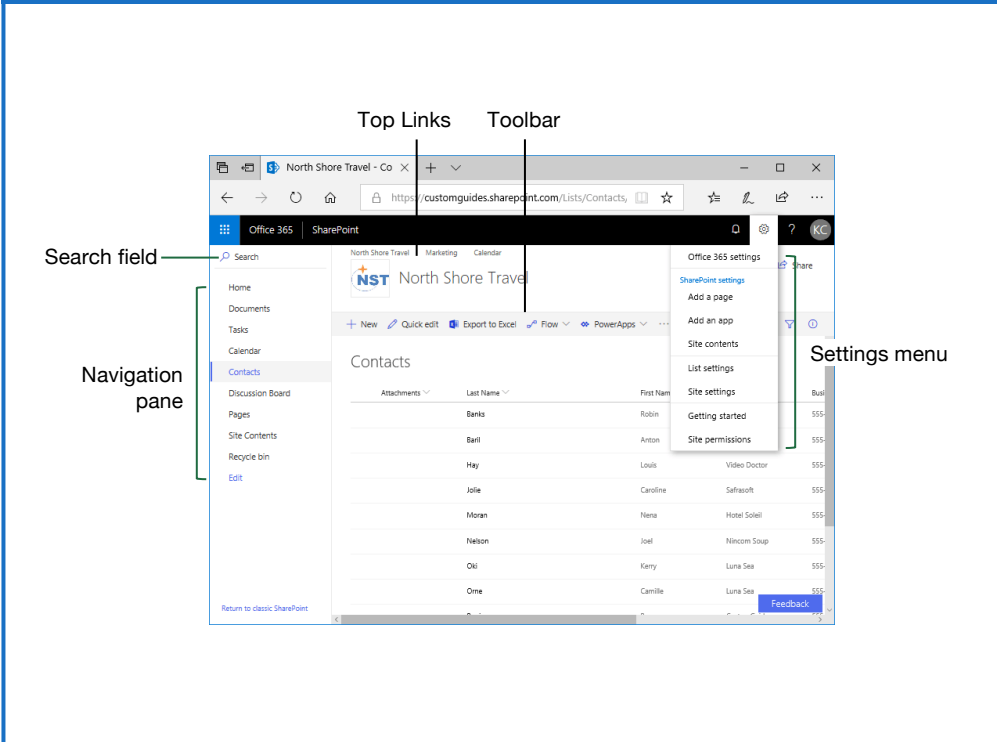 Top Links Toolbar
North Shore Travel - Co
https://customguides.sharepoint.com/Lists/Contacts/
Office 365 SharePoint ? KC
Search field
Search
North Shore Travel Marketing Calendar
Office 365 settings
Share
NST North Shore Travel
SharePoint settings
Add a page
Add an app
Site contents
List settings
Site settings
Getting started
Site permissions
Settings menu
Navigation
pane
Home
Documents
Tasks
Calendar
Contacts
Discussion Board
Pages
Site Contents
Recycle bin
Edit
Return to classic SharePoint
New Quick edit Export to Excel Flow PowerApps ...
Contacts
Attachments Last Name First Nam Busi
Banks Robin 555-
Baril Anton 555-
Hay Louis Video Doctor 555-
Jolie Caroline Safrasoft 555-
Moran Nena Hotel Soleil 555-
Nelson Joel Nincom Soup 555-
Oki Kerry Luna Sea 555-
Ome Camille Luna Sea 555-
Feedback